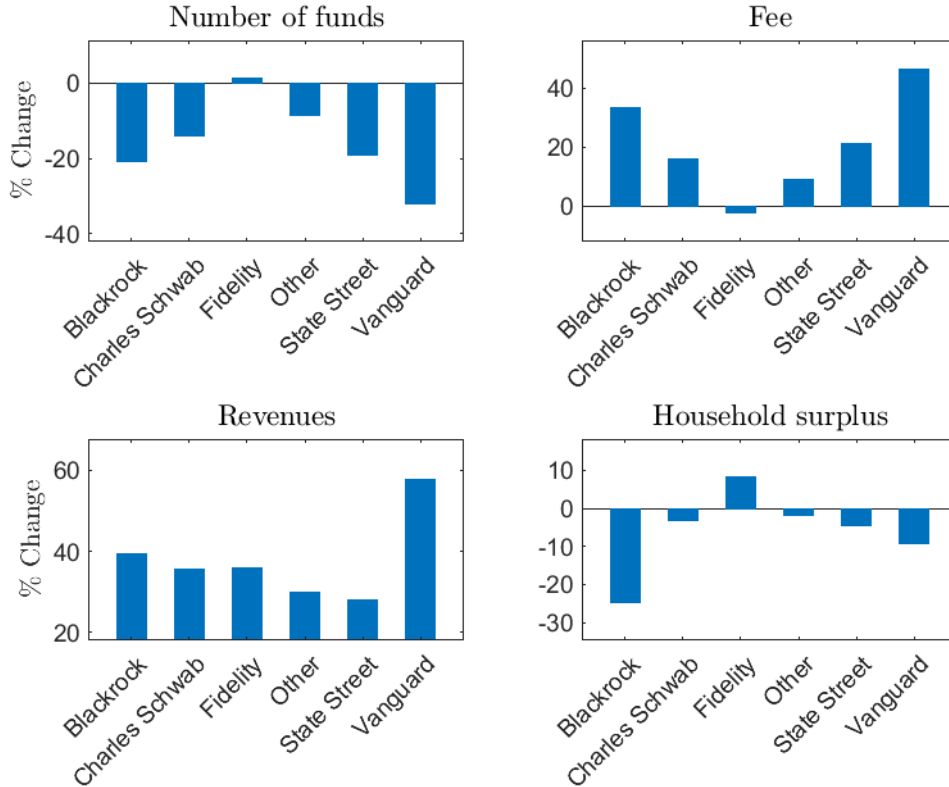 Number of funds
% Change
0
-20
-40
Blackrock
Charles Schwab
Fidelity
Other
State Street
Vanguard
Fee
40
20
0
Blackrock
Charles Schwab
Fidelity
Other
State Street
Vanguard
Revenues
% Change
60
40
20
Blackrock
Charles Schwab
Fidelity
Other
State Street
Vanguard
Household surplus
10
0
-10
-20
-30
Blackrock
Charles Schwab
Fidelity
Other
State Street
Vanguard